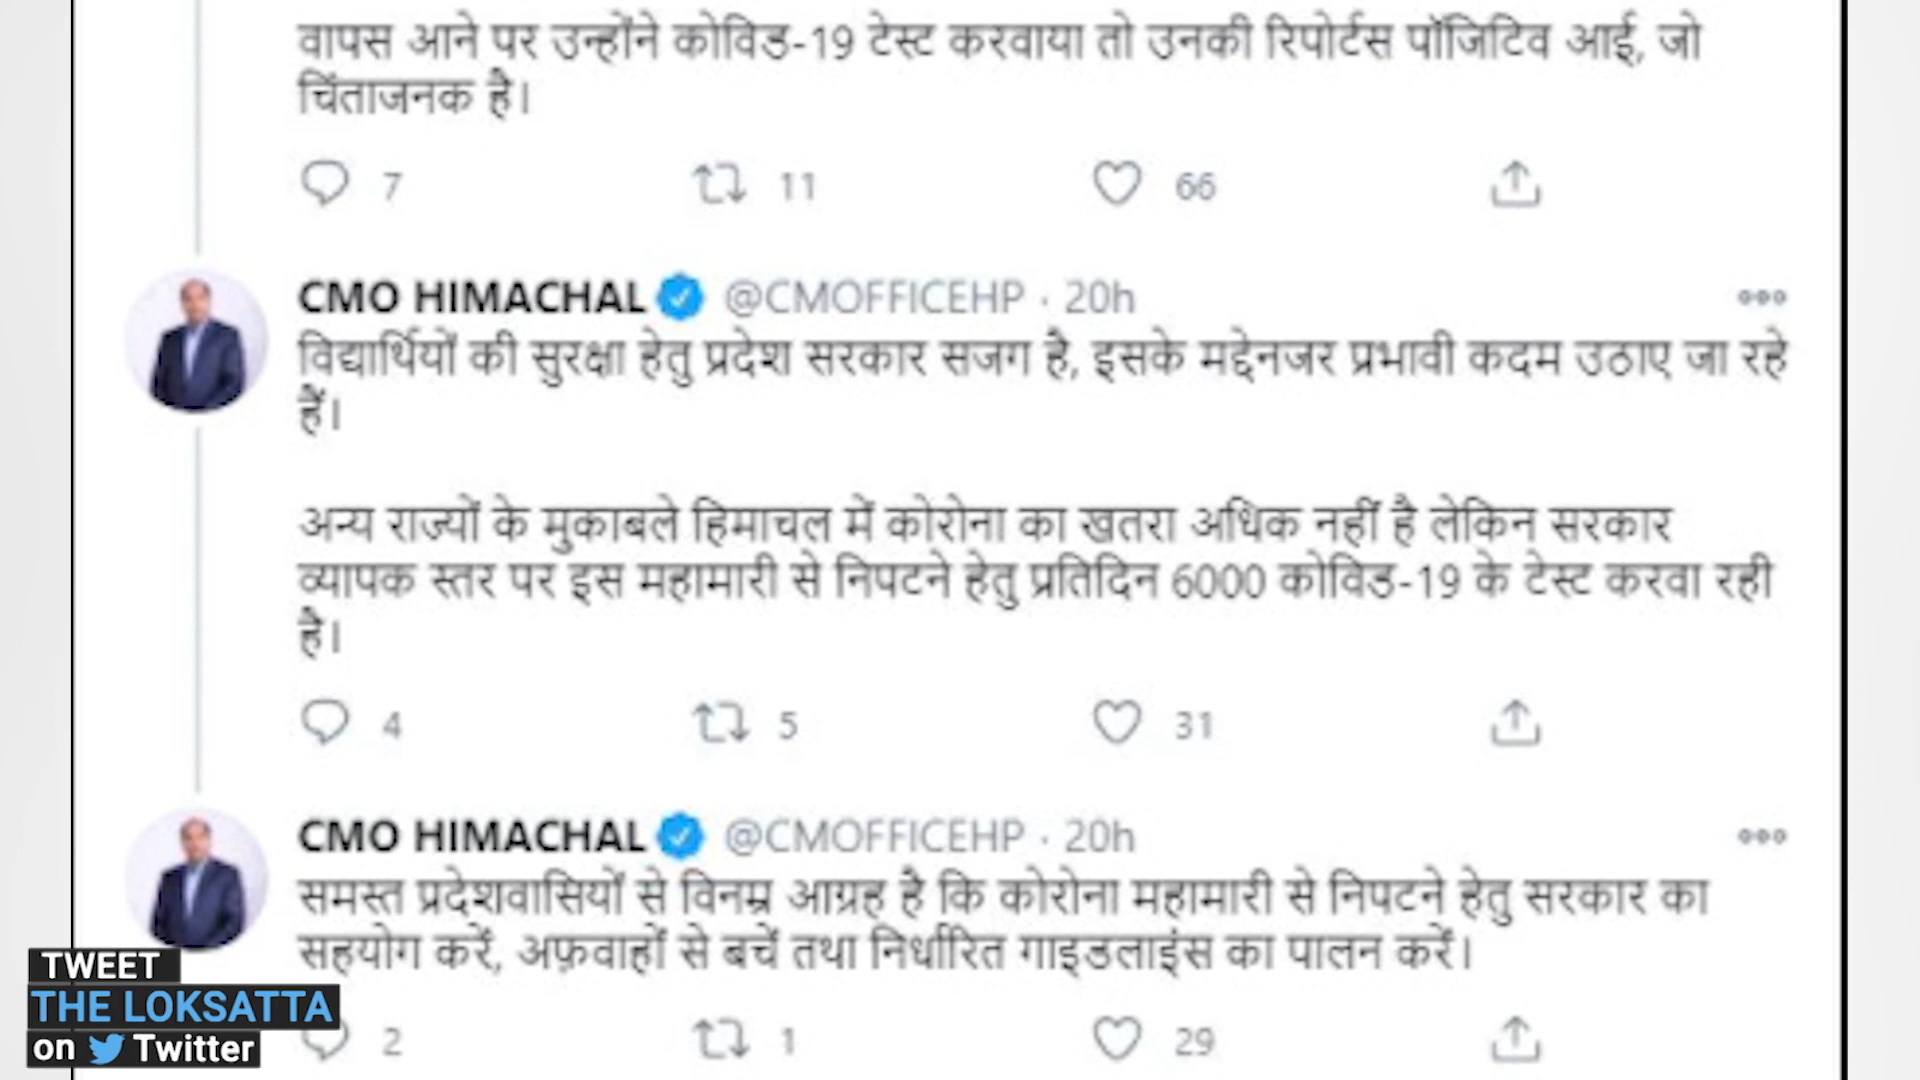 वापस आने पर उन्होंने कोविड-19 टेस्ट करवाया तो उनकी रिपोर्टस पॉजिटिव आई, जो
चिंताजनक है।
7 11 66
CMO HIMACHAL @CMOFFICEHP · 20h
विद्यार्थियों की सुरक्षा हेतु प्रदेश सरकार सजग है, इसके मद्देनजर प्रभावी कदम उठाए जा रहे
हैं।
अन्य राज्यों के मुकाबले हिमाचल में कोरोना का खतरा अधिक नहीं है लेकिन सरकार
व्यापक स्तर पर इस महामारी से निपटने हेतु प्रतिदिन 6000 कोविड-19 के टेस्ट करवा रही
है।
4 5 31
CMO HIMACHAL @CMOFFICEHP · 20h
समस्त प्रदेशवासियों से विनम्र आग्रह है कि कोरोना महामारी से निपटने हेतु सरकार का
सहयोग करें, अफ़वाहों से बचें तथा निर्धारित गाइडलाइंस का पालन करें।
2 1 29
TWEET
THE LOKSATTA
on Twitter